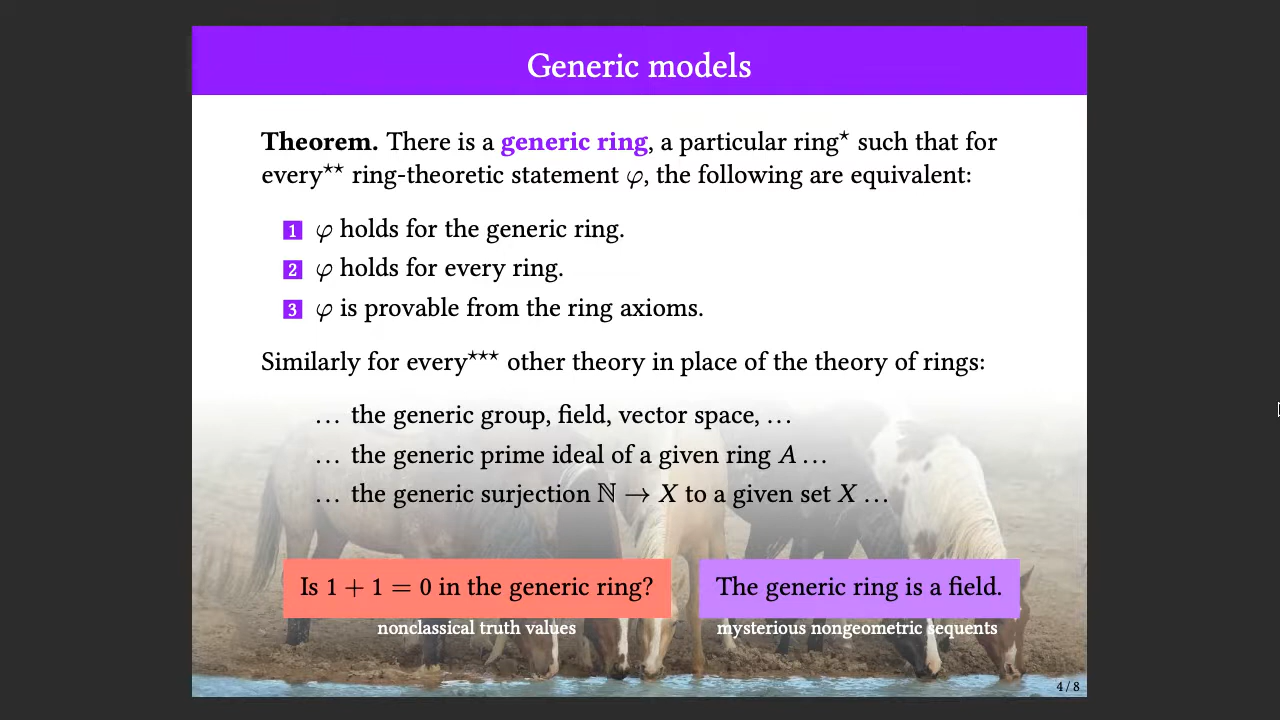 Generic models
Theorem. There is a generic ring, a particular ring* such that for
every** ring-theoretic statement φ, the following are equivalent:
1 φ holds for the generic ring.
2 φ holds for every ring.
3 φ is provable from the ring axioms.
Similarly for every*** other theory in place of the theory of rings:
… the generic group, field, vector space, …
… the generic prime ideal of a given ring A …
… the generic surjection ℕ → X to a given set X …
Is 1 + 1 = 0 in the generic ring?
nonclassical truth values
The generic ring is a field.
mysterious nongeometric sequents
4 / 8